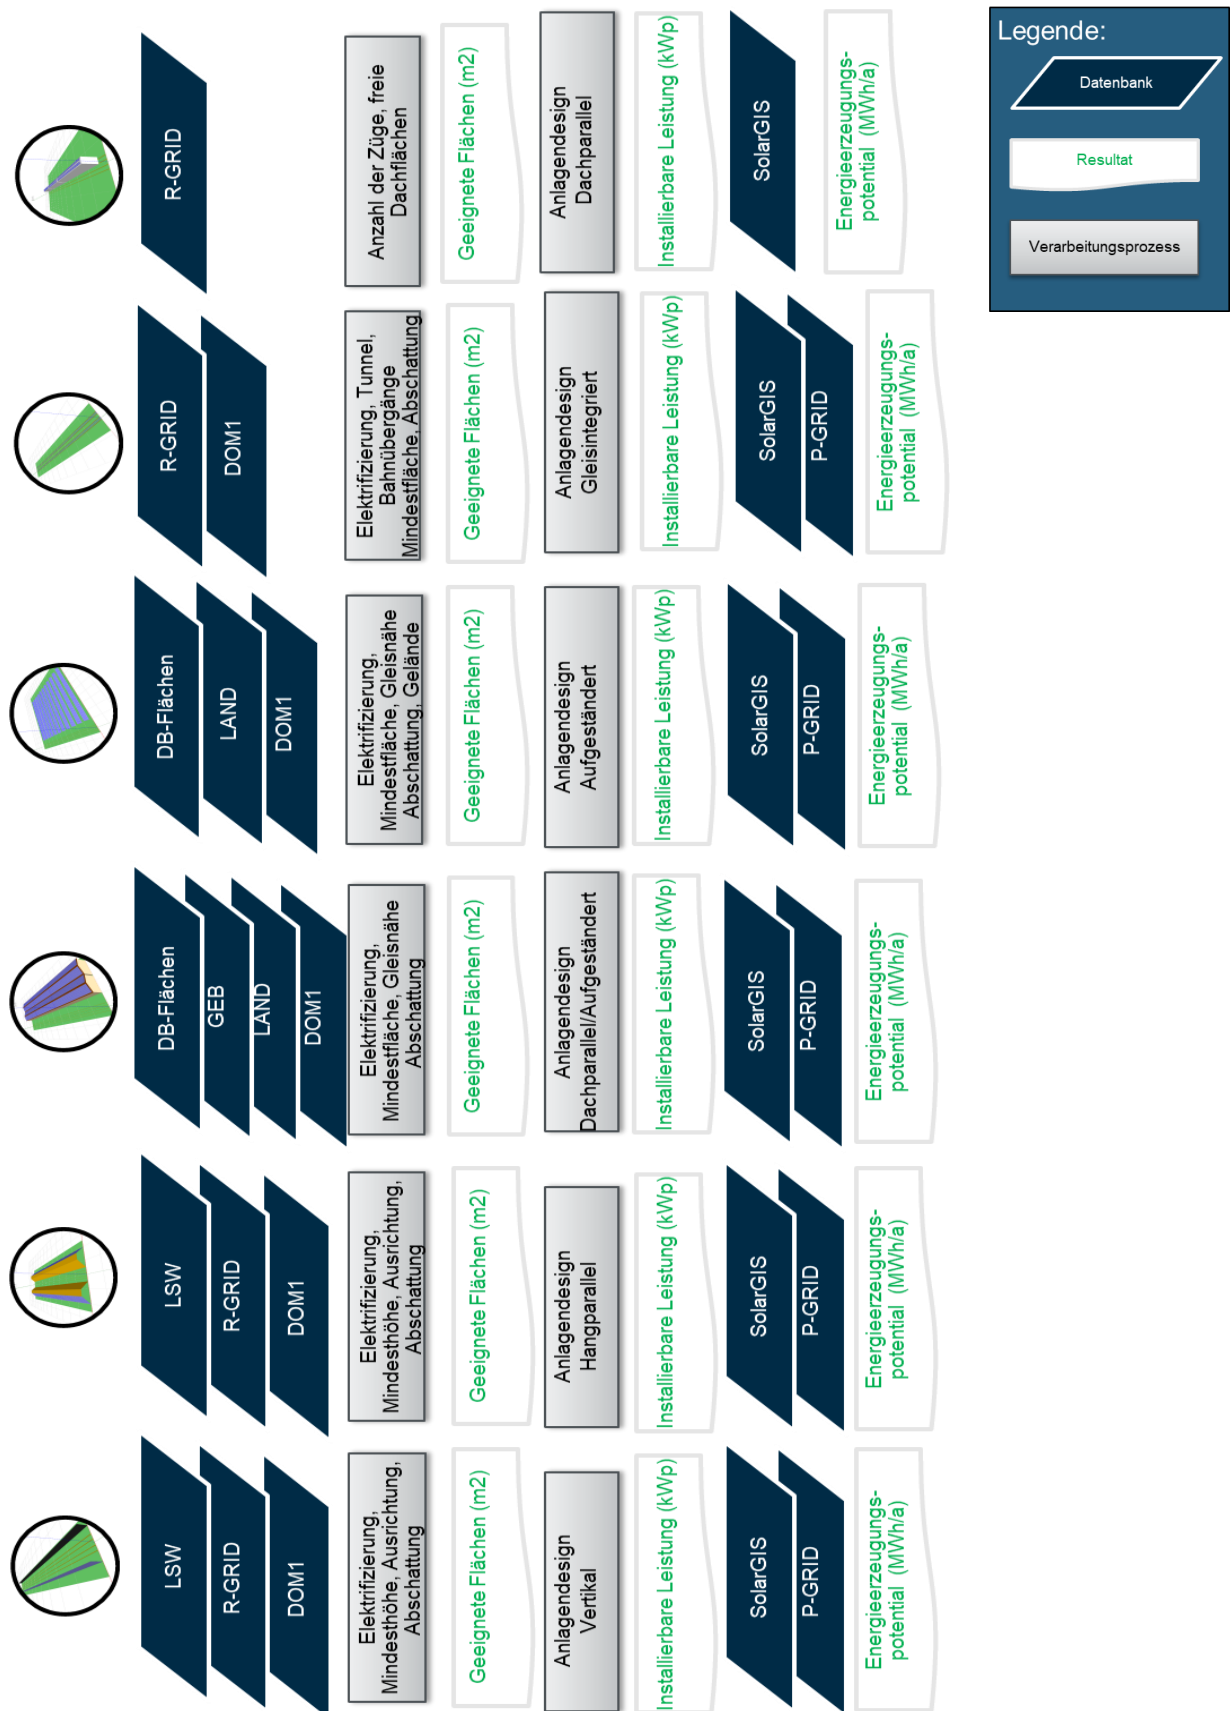 Legende:
Datenbank
Resultat
Verarbeitungsprozess
R-GRID
Anzahl der Züge, freie
Dachflächen
Geeignete Flächen (m2)
Anlagendesign
Dachparallel
Installierbare Leistung (kWp)
SolarGIS
Energieerzeugungs-
potential (MWh/a)
R-GRID
DOM1
Elektrifizierung, Tunnel,
Bahnübergänge
Mindestfläche, Abschattung
Geeignete Flächen (m2)
Anlagendesign
Gleisintegriert
Installierbare Leistung (kWp)
SolarGIS
P-GRID
Energieerzeugungs-
potential (MWh/a)
DB-Flächen
LAND
DOM1
Elektrifizierung,
Mindestfläche, Gleisnähe
Abschattung, Gelände
Geeignete Flächen (m2)
Anlagendesign
Aufgeständert
Installierbare Leistung (kWp)
SolarGIS
P-GRID
Energieerzeugungs-
potential (MWh/a)
DB-Flächen
GEB
LAND
DOM1
Elektrifizierung,
Mindestfläche, Gleisnähe
Abschattung
Geeignete Flächen (m2)
Anlagendesign
Dachparallel/Aufgeständert
Installierbare Leistung (kWp)
SolarGIS
P-GRID
Energieerzeugungs-
potential (MWh/a)
LSW
R-GRID
DOM1
Elektrifizierung,
Mindesthöhe, Ausrichtung,
Abschattung
Geeignete Flächen (m2)
Anlagendesign
Hangparallel
Installierbare Leistung (kWp)
SolarGIS
P-GRID
Energieerzeugungs-
potential (MWh/a)
LSW
R-GRID
DOM1
Elektrifizierung,
Mindesthöhe, Ausrichtung,
Abschattung
Geeignete Flächen (m2)
Anlagendesign
Vertikal
Installierbare Leistung (kWp)
SolarGIS
P-GRID
Energieerzeugungs-
potential (MWh/a)